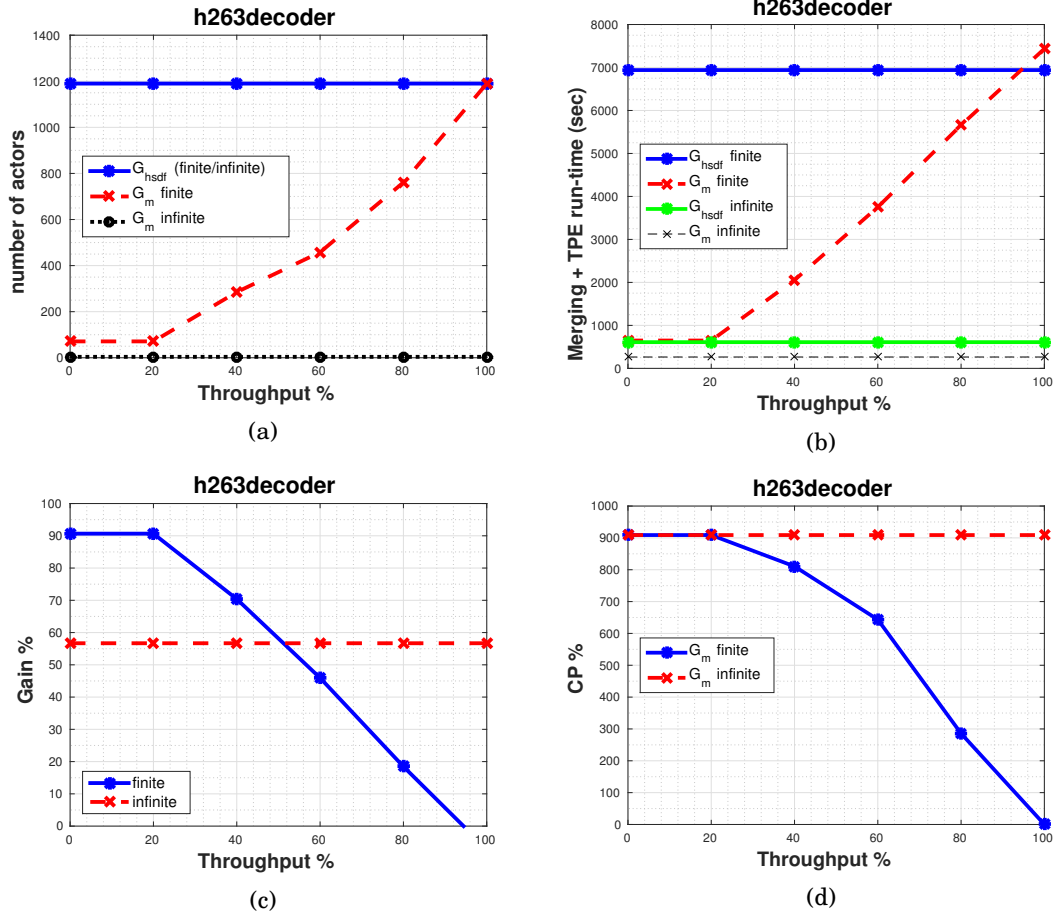 h263decoder
1400
1200
1000
800
600
400
200
0
number of actors
G_hsdf (finite/infinite)
G_m finite
G_m infinite
0 20 40 60 80 100
Throughput %
(a)
h263decoder
8000
7000
6000
5000
4000
3000
2000
1000
0
Merging + TPE run-time (sec)
G_hsdf finite
G_m finite
G_hsdf infinite
G_m infinite
0 20 40 60 80 100
Throughput %
(b)
h263decoder
100
90
80
70
60
50
40
30
20
10
0
Gain %
finite
infinite
0 20 40 60 80 100
Throughput %
(c)
h263decoder
1000
900
800
700
600
500
400
300
200
100
0
CP %
G_m finite
G_m infinite
0 20 40 60 80 100
Throughput %
(d)